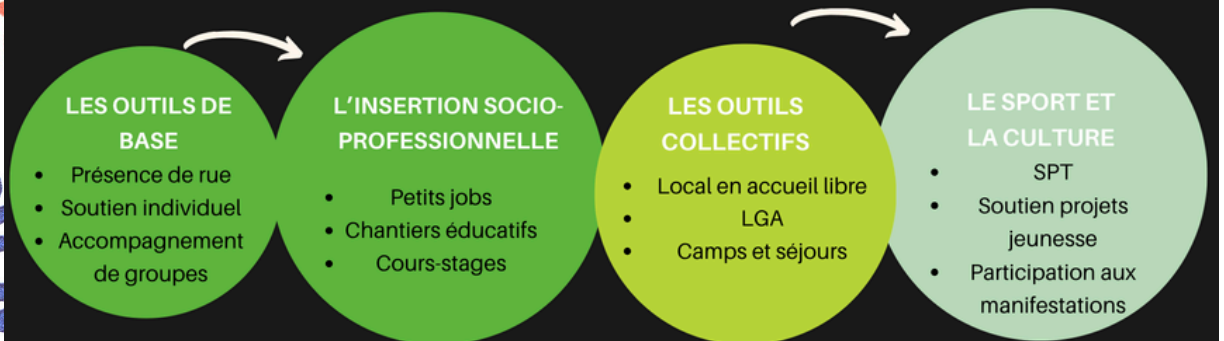 LES OUTILS DE
BASE
Présence de rue
Soutien individuel
Accompagnement
de groupes
L'INSERTION SOCIO-
PROFESSIONNELLE
Petits jobs
Chantiers éducatifs
Cours-stages
LES OUTILS
COLLECTIFS
Local en accueil libre
LGA
Camps et séjours
LE SPORT ET
LA CULTURE
SPT
Soutien projets
jeunesse
Participation aux
manifestations